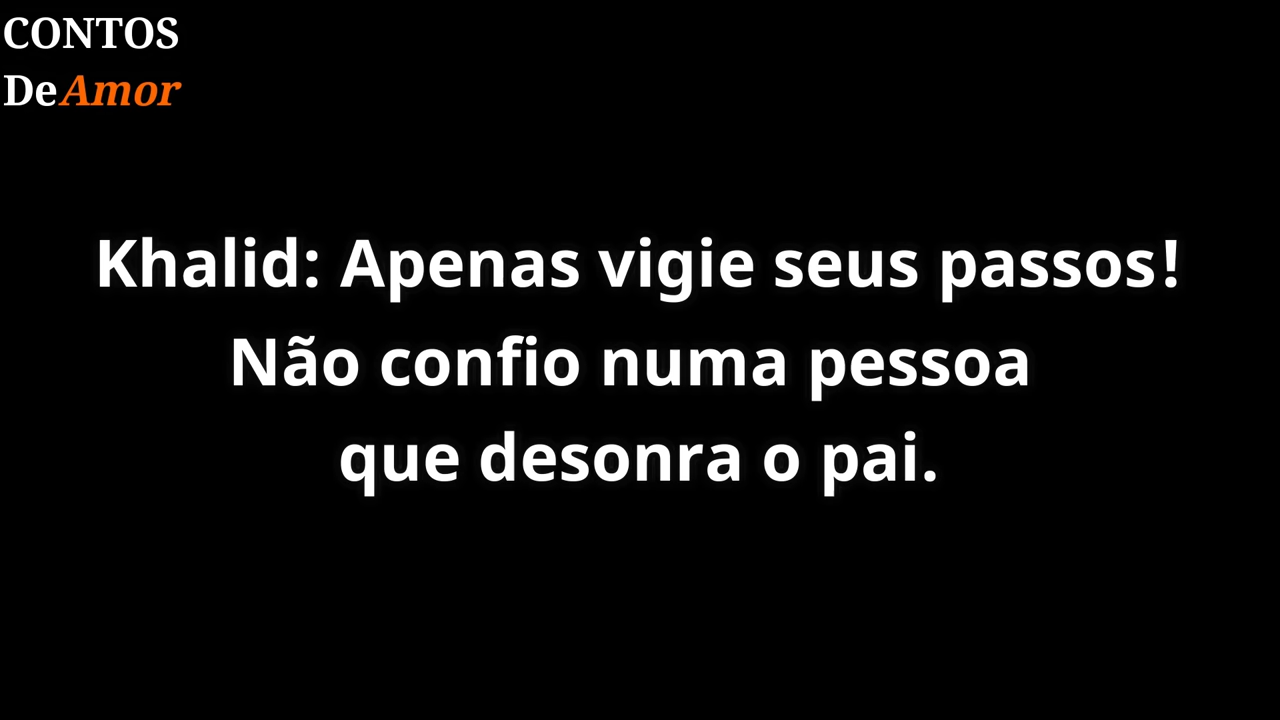 CONTOS
DeAmor
Khalid: Apenas vigie seus passos!
Não confio numa pessoa
que desonra o pai.